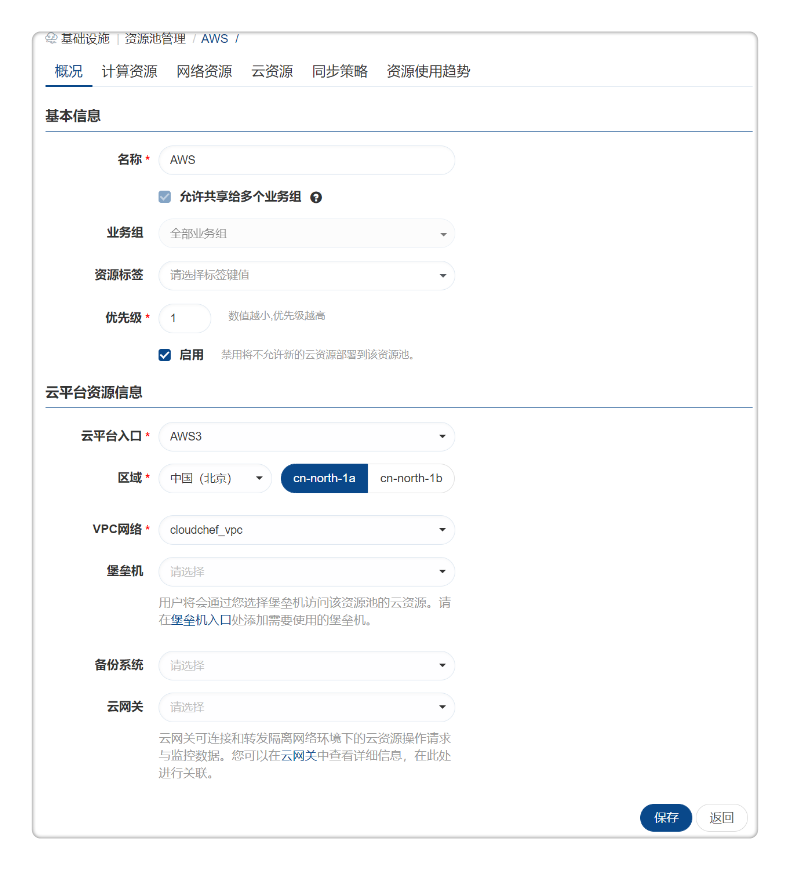 基础设施 | 资源池管理 / AWS /
概况 计算资源 网络资源 云资源 同步策略 资源使用趋势
基本信息
名称 * AWS
允许共享给多个业务组 ?
业务组 全部业务组
资源标签 请选择标签键值
优先级 * 1 数值越小,优先级越高
启用 禁用将不允许新的云资源部署到该资源池。
云平台资源信息
云平台入口 * AWS3
区域 * 中国（北京） cn-north-1a cn-north-1b
VPC网络 * cloudchef_vpc
堡垒机 请选择
用户将会通过您选择堡垒机访问该资源池的云资源。请
在堡垒机入口处添加需要使用的堡垒机。
备份系统 请选择
云网关 请选择
云网关可连接和转发隔离网络环境下的云资源操作请求
与监控数据。您可以在云网关中查看详细信息，在此处
进行关联。
保存 返回